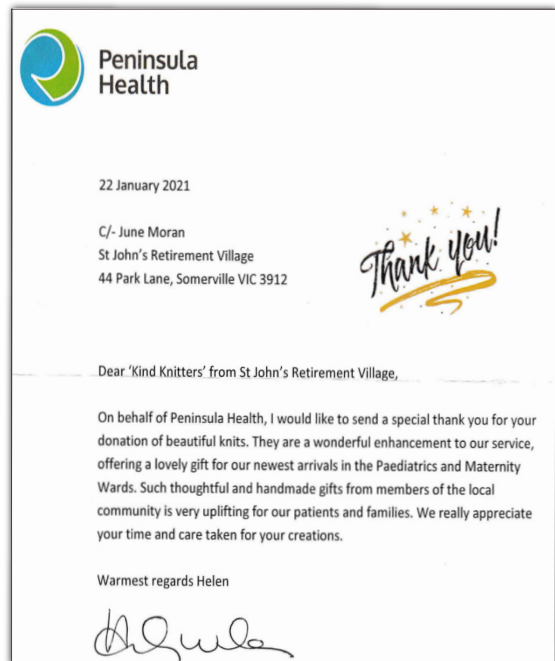 Peninsula
Health
22 January 2021
C/- June Moran
St John's Retirement Village
44 Park Lane, Somerville VIC 3912
Thank you!
Dear 'Kind Knitters' from St John's Retirement Village,
On behalf of Peninsula Health, I would like to send a special thank you for your
donation of beautiful knits. They are a wonderful enhancement to our service,
offering a lovely gift for our newest arrivals in the Paediatrics and Maternity
Wards. Such thoughtful and handmade gifts from members of the local
community is very uplifting for our patients and families. We really appreciate
your time and care taken for your creations.
Warmest regards Helen